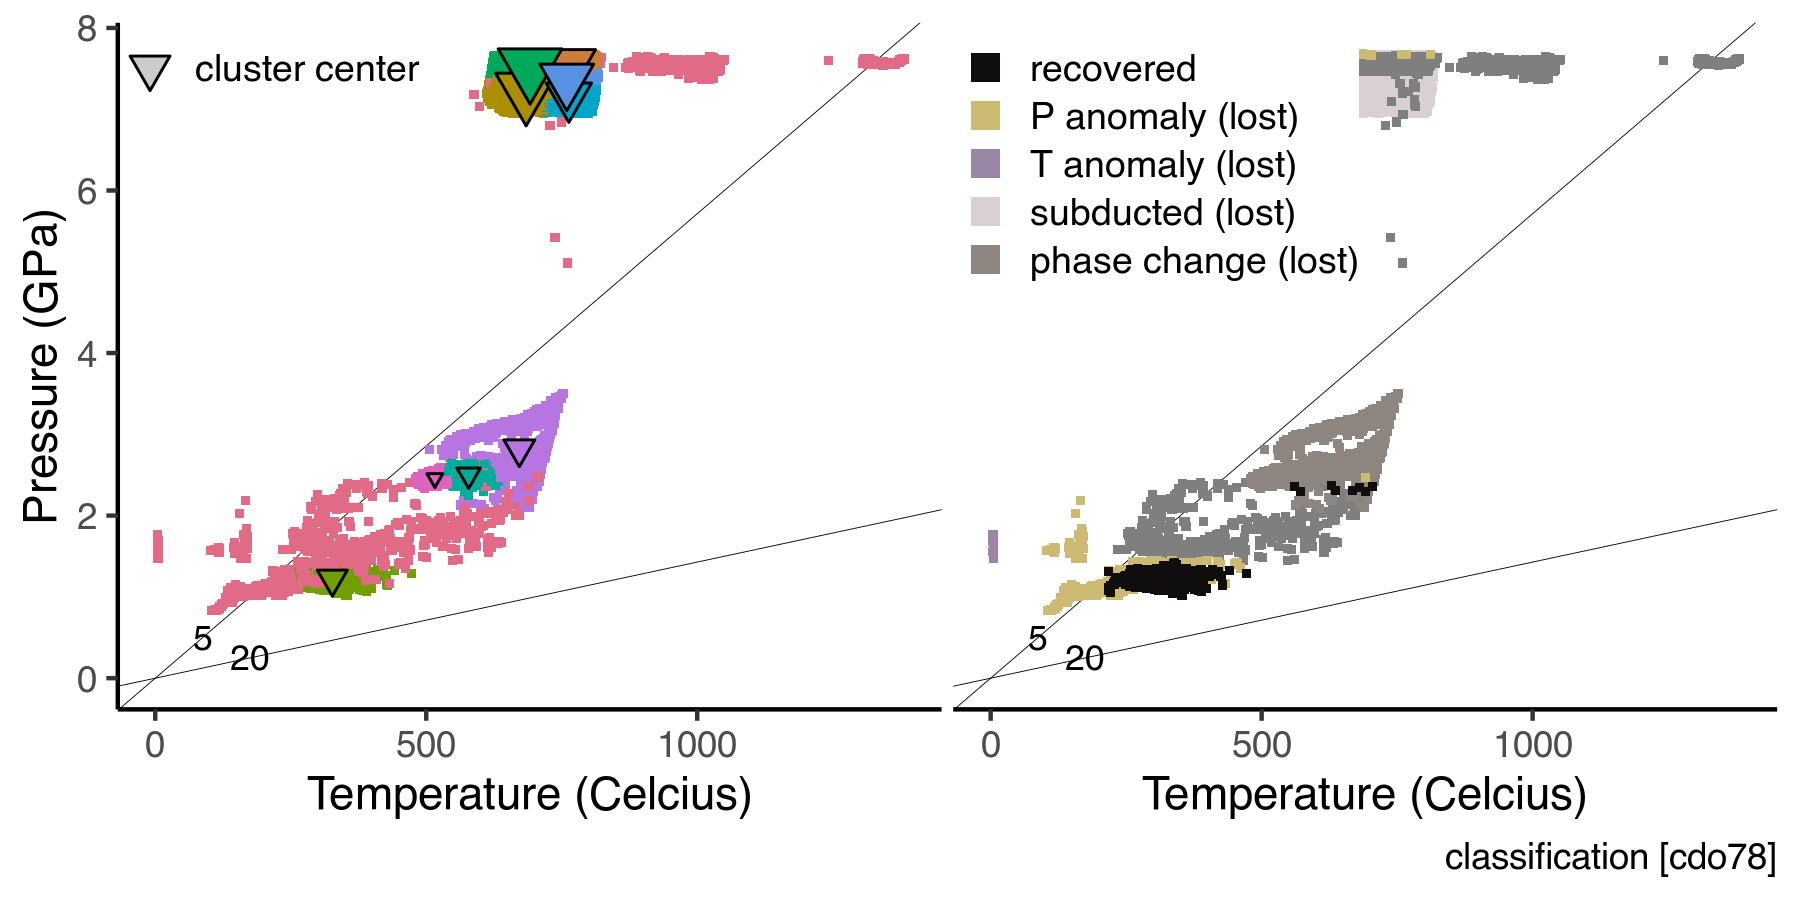 8
6
4
2
0
Pressure (GPa)
cluster center
5
20
0
500
1000
Temperature (Celcius)
recovered
P anomaly (lost)
T anomaly (lost)
subducted (lost)
phase change (lost)
5
20
0
500
1000
Temperature (Celcius)
classification [cdo78]